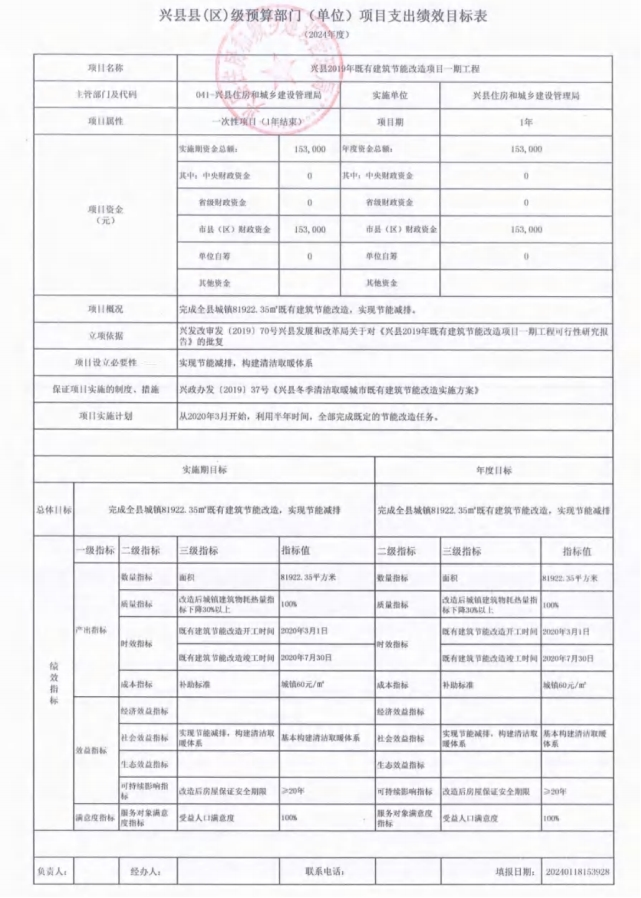 兴县县(区)级预算部门（单位）项目支出绩效目标表
（2024年度）
项目名称 兴县2019年既有建筑节能改造项目一期工程
主管部门及代码 041-兴县住房和城乡建设管理局 实施单位 兴县住房和城乡建设管理局
项目属性 一次性项目（1年结束） 项目期 1年
项目资金
（元）
实施期资金总额: 153,000 年度资金总额: 153,000
其中: 中央财政资金 0 其中: 中央财政资金 0
省级财政资金 0 省级财政资金 0
市县（区）财政资金 153,000 市县（区）财政资金 153,000
单位自筹 0 单位自筹 0
其他资金 其他资金
项目概况 完成全县城镇81922.35㎡既有建筑节能改造，实现节能减排。
立项依据 兴发改审发〔2019〕70号兴县发展和改革局关于对《兴县2019年既有建筑节能改造项目一期工程可行性研究报
告》的批复
项目设立必要性 实现节能减排，构建清洁取暖体系
保证项目实施的制度、措施 兴政办发〔2019〕37号《兴县冬季清洁取暖城市既有建筑节能改造实施方案》
项目实施计划 从2020年3月开始，利用半年时间，全部完成既定的节能改造任务。
实施期目标 年度目标
总体目标 完成全县城镇81922.35㎡既有建筑节能改造，实现节能减排 完成全县城镇81922.35㎡既有建筑节能改造，实现节能减排
绩效指标
一级指标 二级指标 三级指标 指标值 二级指标 三级指标 指标值
产出指标
数量指标 面积 81922.35平方米 数量指标 面积 81922.35平方米
质量指标 改造后城镇建筑物耗热量指
标下降30%以上 100% 质量指标 改造后城镇建筑物耗热量指
标下降30%以上 100%
时效指标 既有建筑节能改造开工时间 2020年3月1日 时效指标 既有建筑节能改造开工时间 2020年3月1日
既有建筑节能改造竣工时间 2020年7月30日 既有建筑节能改造竣工时间 2020年7月30日
成本指标 补助标准 城镇60元/㎡ 成本指标 补助标准 城镇60元/㎡
效益指标
经济效益指标 经济效益指标
社会效益指标 实现节能减排，构建清洁取
暖体系 基本构建清洁取暖体系 社会效益指标 实现节能减排，构建清洁取
暖体系 基本构建清洁取暖
体系
生态效益指标 生态效益指标
可持续影响指
标 改造后房屋保证安全期限 ≥20年 可持续影响指标 改造后房屋保证安全期限 ≥20年
满意度指标 服务对象满意
度指标 受益人口满意度 100% 服务对象满意度
指标 受益人口满意度 100%
负责人: 经办人: 联系电话: 填报日期: 20240118153928